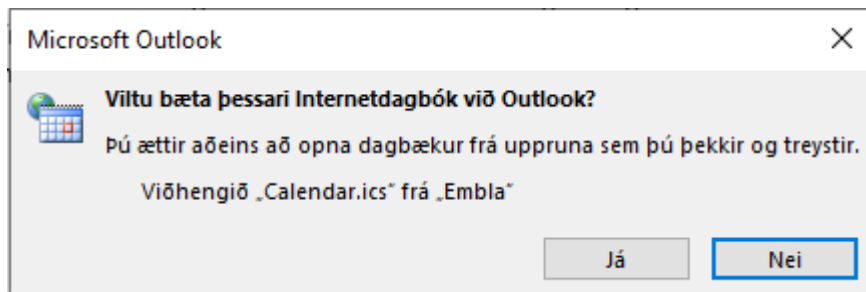 Microsoft Outlook
Viltu bæta þessari Internetdagbók við Outlook?
Þú ættir aðeins að opna dagbækur frá uppruna sem þú þekkir og treystir.
Viðhengið „Calendar.ics“ frá „Embla“
Já
Nei